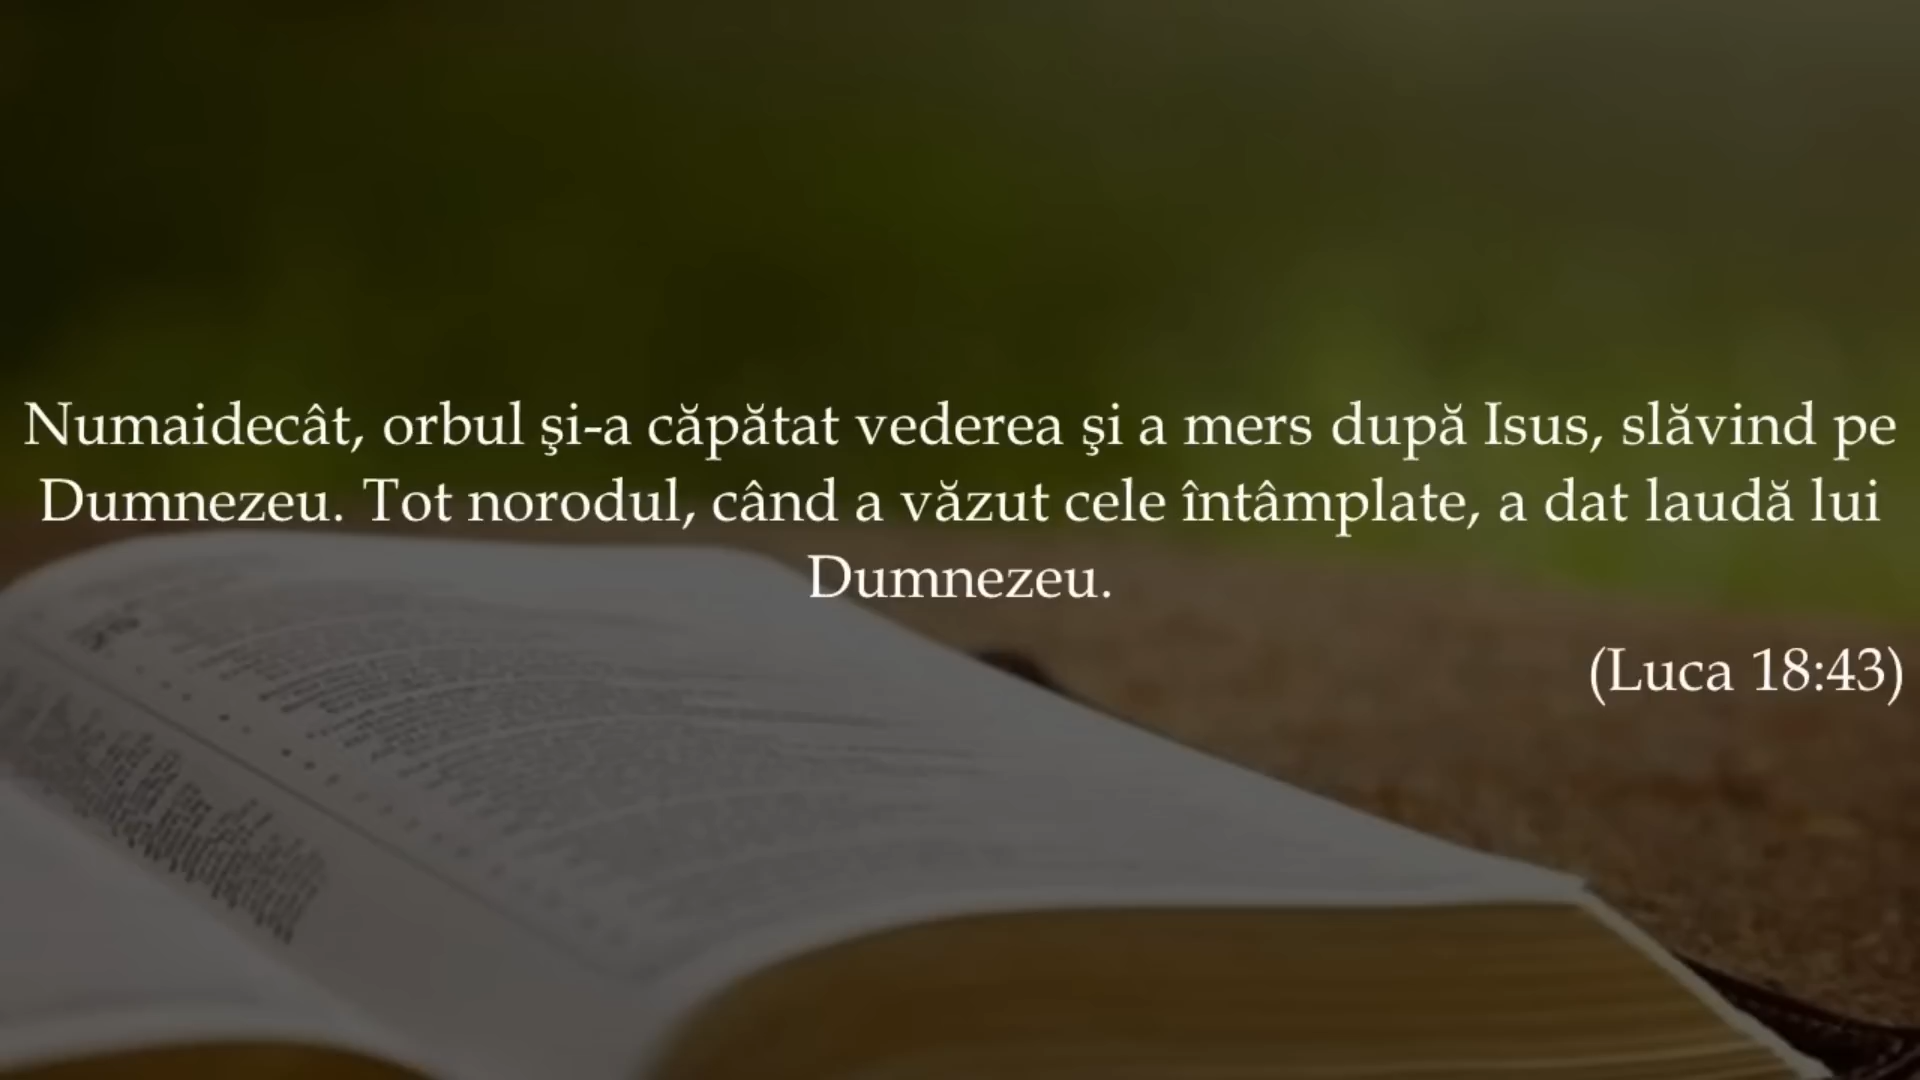 Numaidecât, orbul şi-a căpătat vederea şi a mers după Isus, slăvind pe
Dumnezeu. Tot norodul, când a văzut cele întâmplate, a dat laudă lui
Dumnezeu.
(Luca 18:43)